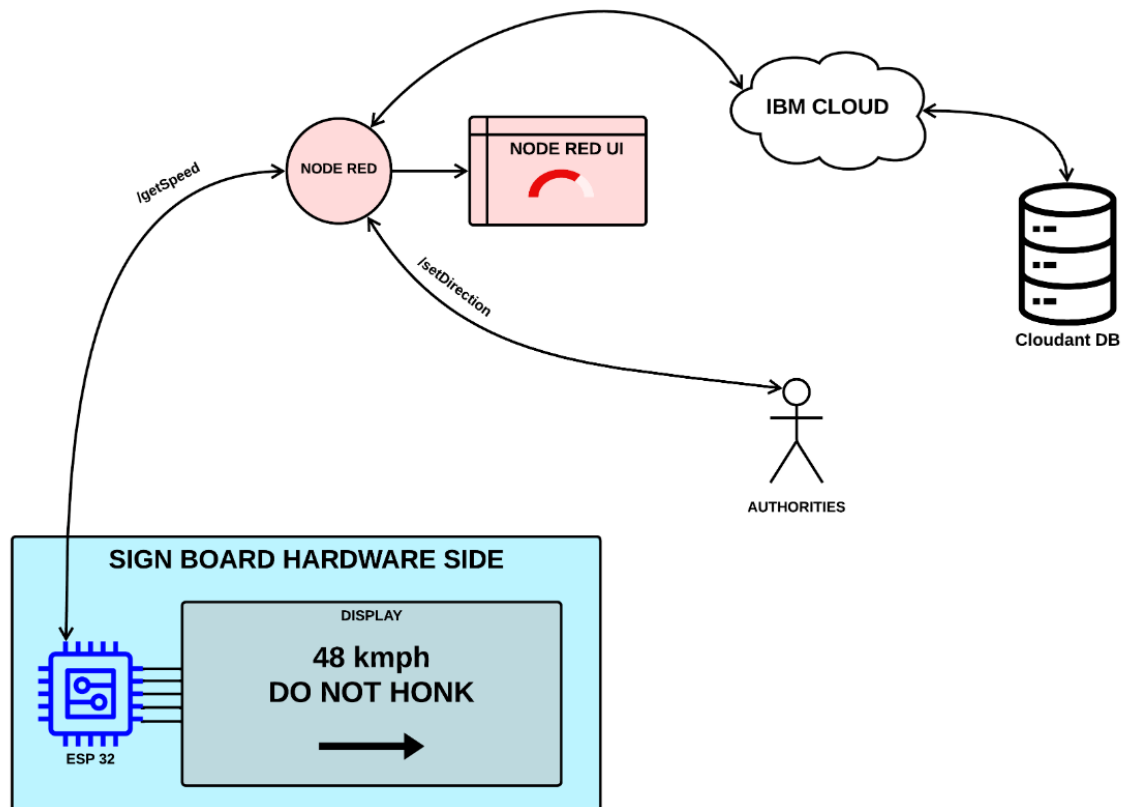 IBM CLOUD
NODE RED UI
NODE RED
/getSpeed
/setDirection
Cloudant DB
AUTHORITIES
SIGN BOARD HARDWARE SIDE
DISPLAY
48 kmph
DO NOT HONK
ESP 32